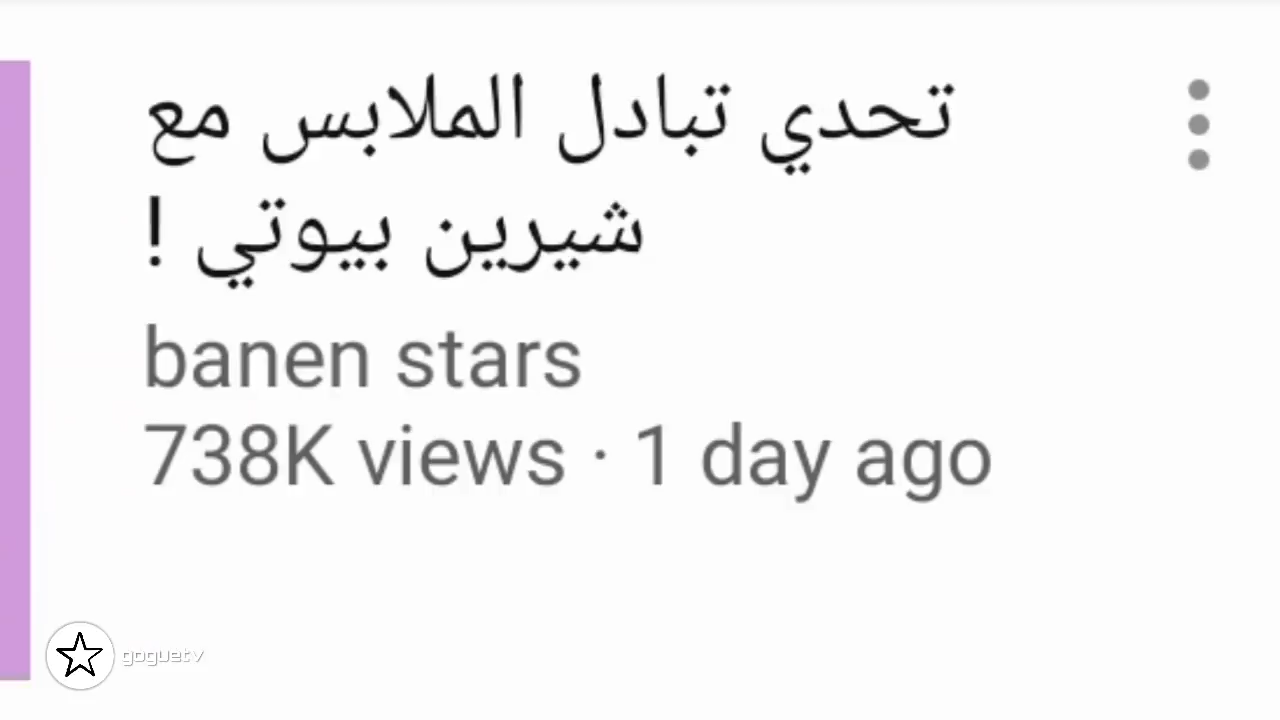 تحدي تبادل الملابس مع
شيرين بيوتي !
banen stars
738K views · 1 day ago
goguetv